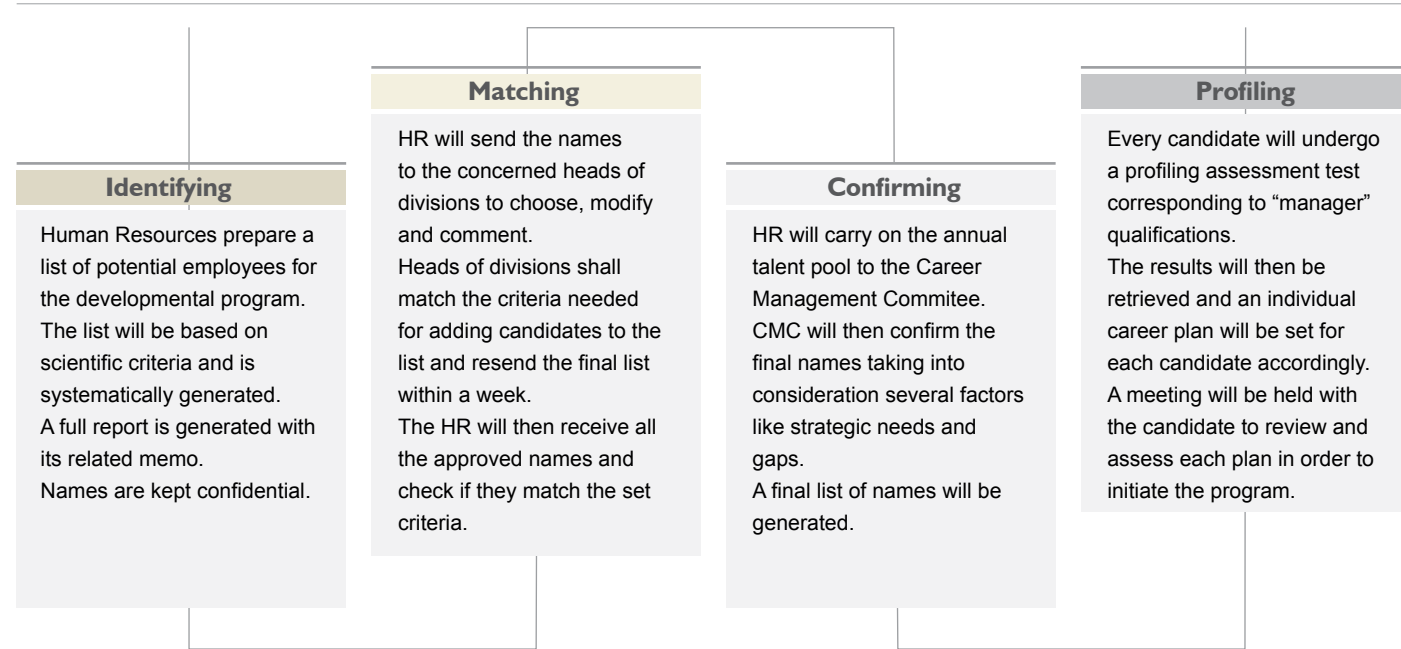 Identifying
Human Resources prepare a
list of potential employees for
the developmental program.
The list will be based on
scientific criteria and is
systematically generated.
A full report is generated with
its related memo.
Names are kept confidential.
Matching
HR will send the names
to the concerned heads of
divisions to choose, modify
and comment.
Heads of divisions shall
match the criteria needed
for adding candidates to the
list and resend the final list
within a week.
The HR will then receive all
the approved names and
check if they match the set
criteria.
Confirming
HR will carry on the annual
talent pool to the Career
Management Commitee.
CMC will then confirm the
final names taking into
consideration several factors
like strategic needs and
gaps.
A final list of names will be
generated.
Profiling
Every candidate will undergo
a profiling assessment test
corresponding to “manager”
qualifications.
The results will then be
retrieved and an individual
career plan will be set for
each candidate accordingly.
A meeting will be held with
the candidate to review and
assess each plan in order to
initiate the program.